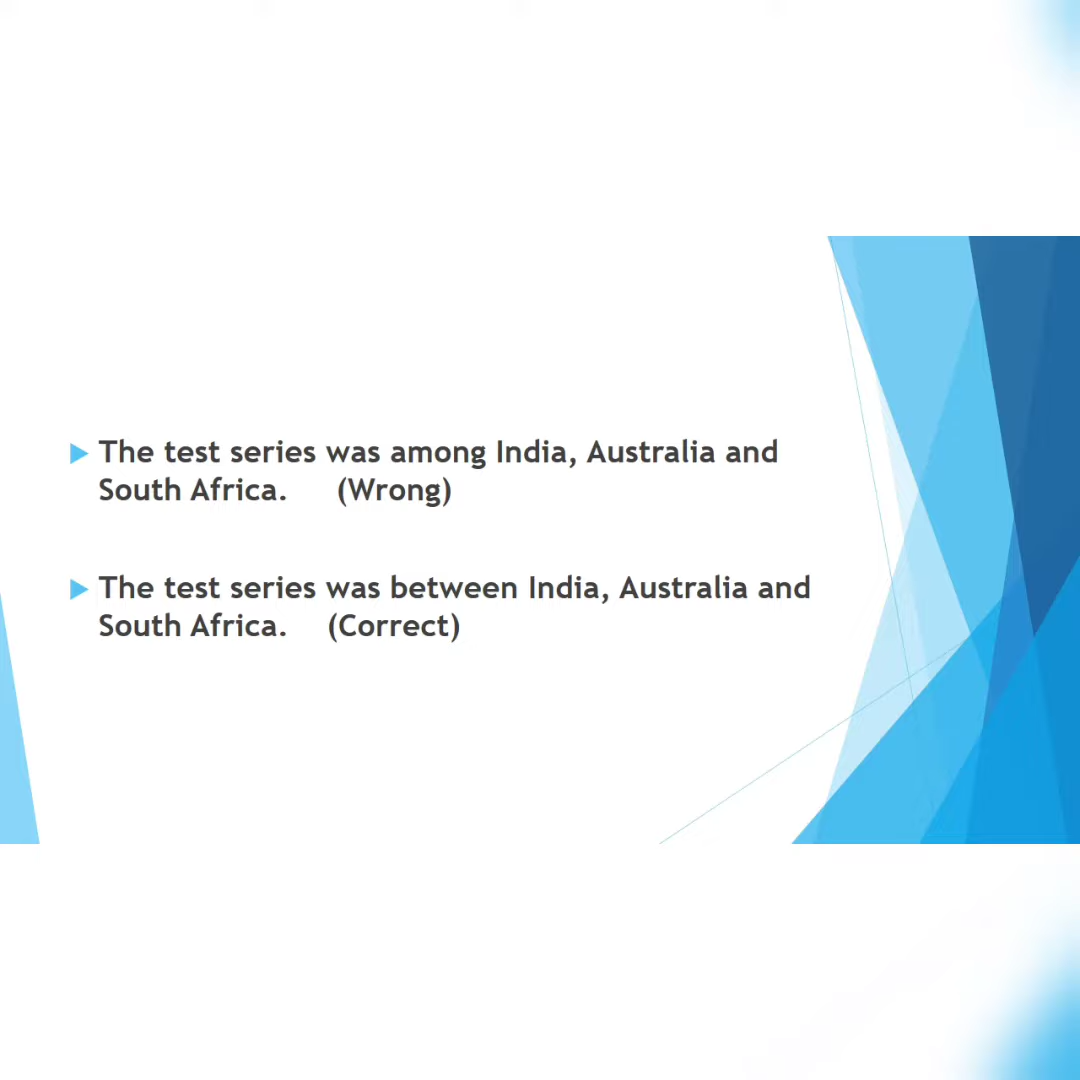 The test series was among India, Australia and
South Africa. (Wrong)
The test series was between India, Australia and
South Africa. (Correct)